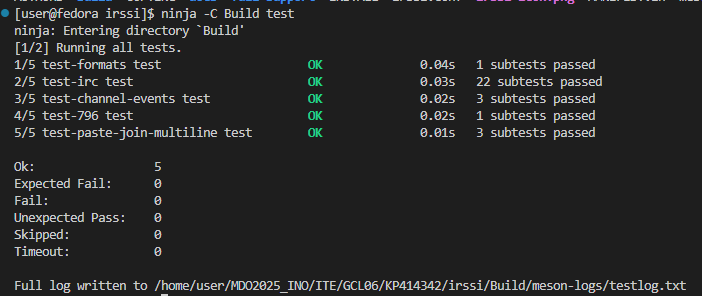 [user@fedora irssi]$ ninja -C Build test
ninja: Entering directory `Build'
[1/2] Running all tests.
1/5 test-formats test OK 0.04s 1 subtests passed
2/5 test-irc test OK 0.03s 22 subtests passed
3/5 test-channel-events test OK 0.02s 3 subtests passed
4/5 test-796 test OK 0.02s 1 subtests passed
5/5 test-paste-join-multiline test OK 0.01s 3 subtests passed
Ok: 5
Expected Fail: 0
Fail: 0
Unexpected Pass: 0
Skipped: 0
Timeout: 0
Full log written to /home/user/MDO2025_INO/ITE/GCL06/KP414342/irssi/Build/meson-logs/testlog.txt